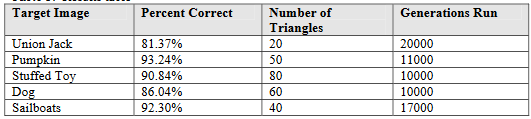 Target Image Percent Correct Number of Triangles Generations Run
Union Jack 81.37% 20 20000
Pumpkin 93.24% 50 11000
Stuffed Toy 90.84% 80 10000
Dog 86.04% 60 10000
Sailboats 92.30% 40 17000